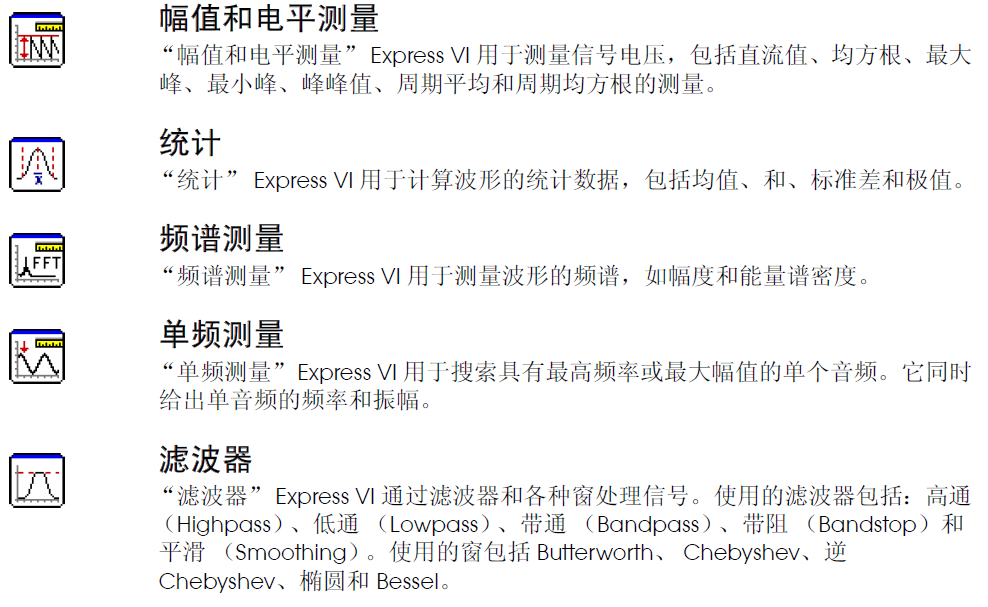 幅值和电平测量
“幅值和电平测量” Express VI 用于测量信号电压，包括直流值、均方根、最大
峰、最小峰、峰峰值、周期平均和周期均方根的测量。
统计
“统计” Express VI 用于计算波形的统计数据，包括均值、和、标准差和极值。
频谱测量
FFT
“频谱测量” Express VI 用于测量波形的频谱，如幅度和能量谱密度。
单频测量
“单频测量”Express VI 用于搜索具有最高频率或最大幅值的单个音频。它同时
给出单音频的频率和振幅。
滤波器
“滤波器” Express VI 通过滤波器和各种窗处理信号。使用的滤波器包括：高通
（Highpass）、低通 （Lowpass）、带通 （Bandpass）、带阻 （Bandstop）和
平滑 （Smoothing）。使用的窗包括 Butterworth、 Chebyshev、逆
Chebyshev、椭圆和 Bessel。